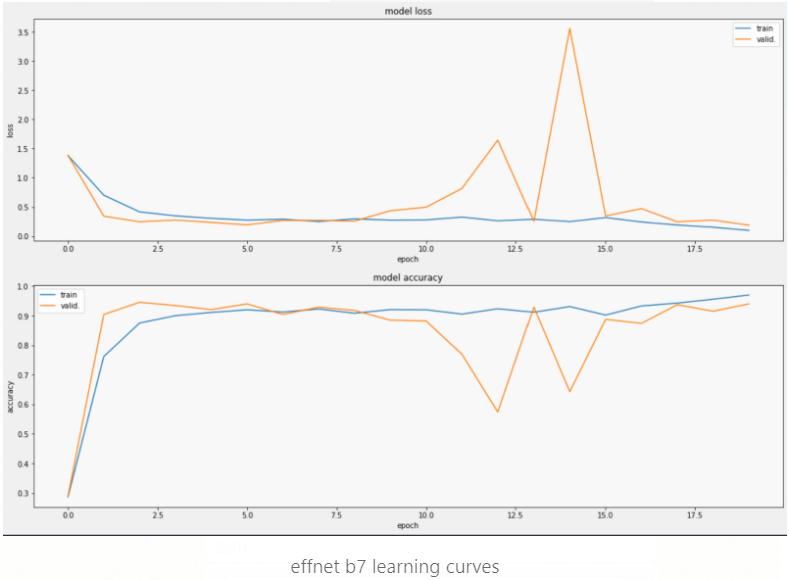 model loss
train
valid.
3.5
3.0
2.5
2.0
1.5
1.0
0.5
0.0
loss
0.0 2.5 5.0 7.5 10.0 12.5 15.0 17.5
epoch
model accuracy
train
valid.
1.0
0.9
0.8
0.7
0.6
0.5
0.4
0.3
accuracy
0.0 2.5 5.0 7.5 10.0 12.5 15.0 17.5
epoch
effnet b7 learning curves